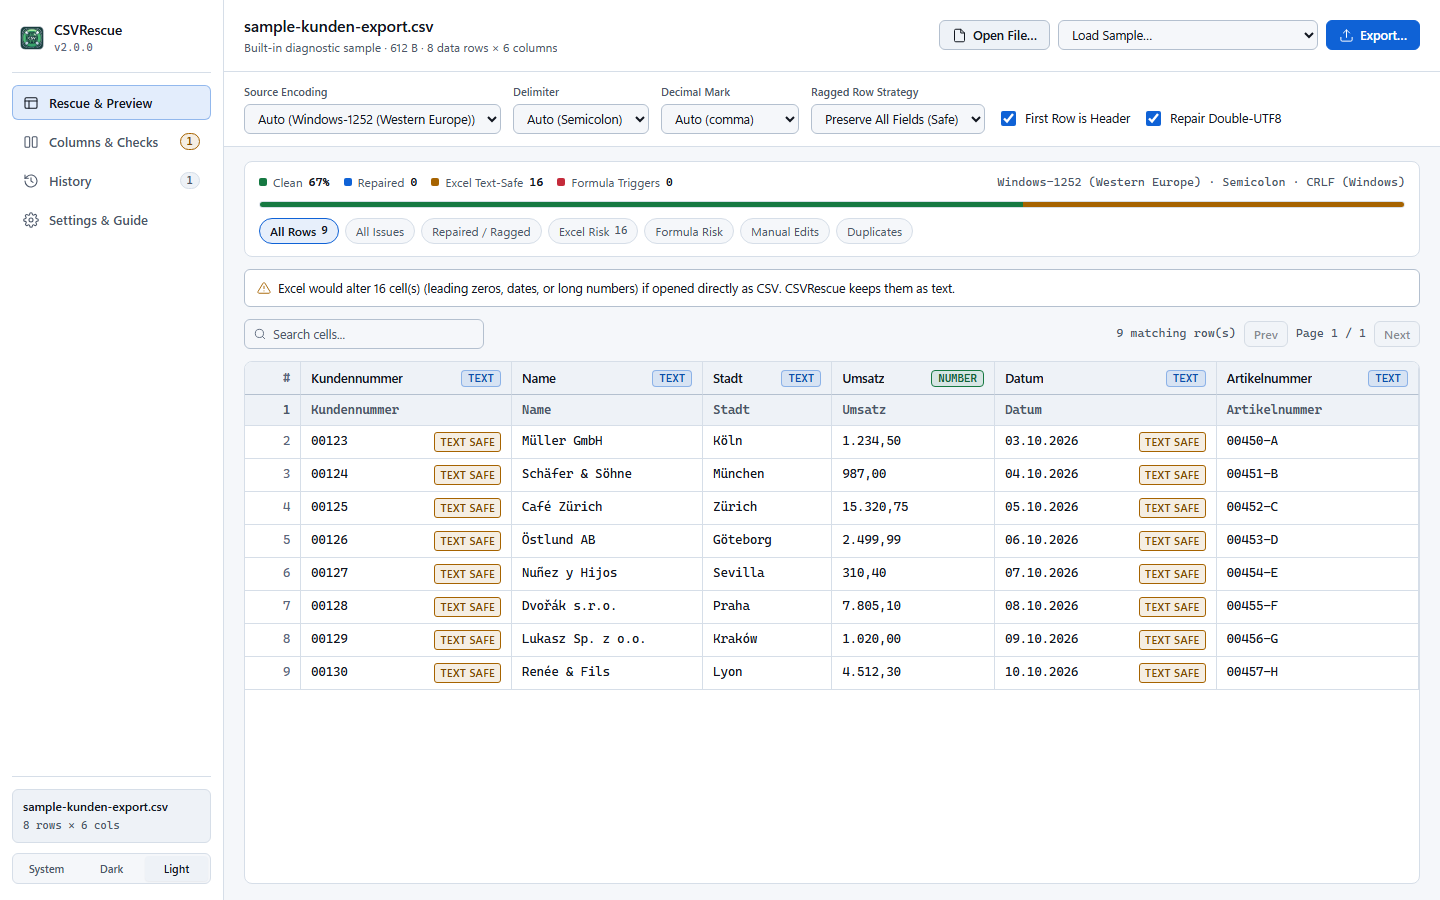 CSVRescue
v2.0.0
Rescue & Preview
Columns & Checks 1
History 1
Settings & Guide
sample-kunden-export.csv
8 rows × 6 cols
System Dark Light
sample-kunden-export.csv
Built-in diagnostic sample · 612 B · 8 data rows × 6 columns
Open File... Load Sample... Export...
Source Encoding Delimiter Decimal Mark Ragged Row Strategy
Auto (Windows-1252 (Western Europe)) Auto (Semicolon) Auto (comma) Preserve All Fields (Safe) First Row is Header Repair Double-UTF8
Clean 67% Repaired 0 Excel Text-Safe 16 Formula Triggers 0 Windows-1252 (Western Europe) · Semicolon · CRLF (Windows)
All Rows 9 All Issues Repaired / Ragged Excel Risk 16 Formula Risk Manual Edits Duplicates
Excel would alter 16 cell(s) (leading zeros, dates, or long numbers) if opened directly as CSV. CSVRescue keeps them as text.
Search cells... 9 matching row(s) Prev Page 1 / 1 Next
# Kundennummer TEXT Name TEXT Stadt TEXT Umsatz NUMBER Datum TEXT Artikelnummer TEXT
1 Kundennummer Name Stadt Umsatz Datum Artikelnummer
2 00123 TEXT SAFE Müller GmbH Köln 1.234,50 03.10.2026 TEXT SAFE 00450-A
3 00124 TEXT SAFE Schäfer & Söhne München 987,00 04.10.2026 TEXT SAFE 00451-B
4 00125 TEXT SAFE Café Zürich Zürich 15.320,75 05.10.2026 TEXT SAFE 00452-C
5 00126 TEXT SAFE Östlund AB Göteborg 2.499,99 06.10.2026 TEXT SAFE 00453-D
6 00127 TEXT SAFE Nuñez y Hijos Sevilla 310,40 07.10.2026 TEXT SAFE 00454-E
7 00128 TEXT SAFE Dvořák s.r.o. Praha 7.805,10 08.10.2026 TEXT SAFE 00455-F
8 00129 TEXT SAFE Lukasz Sp. z o.o. Kraków 1.020,00 09.10.2026 TEXT SAFE 00456-G
9 00130 TEXT SAFE Renée & Fils Lyon 4.512,30 10.10.2026 TEXT SAFE 00457-H